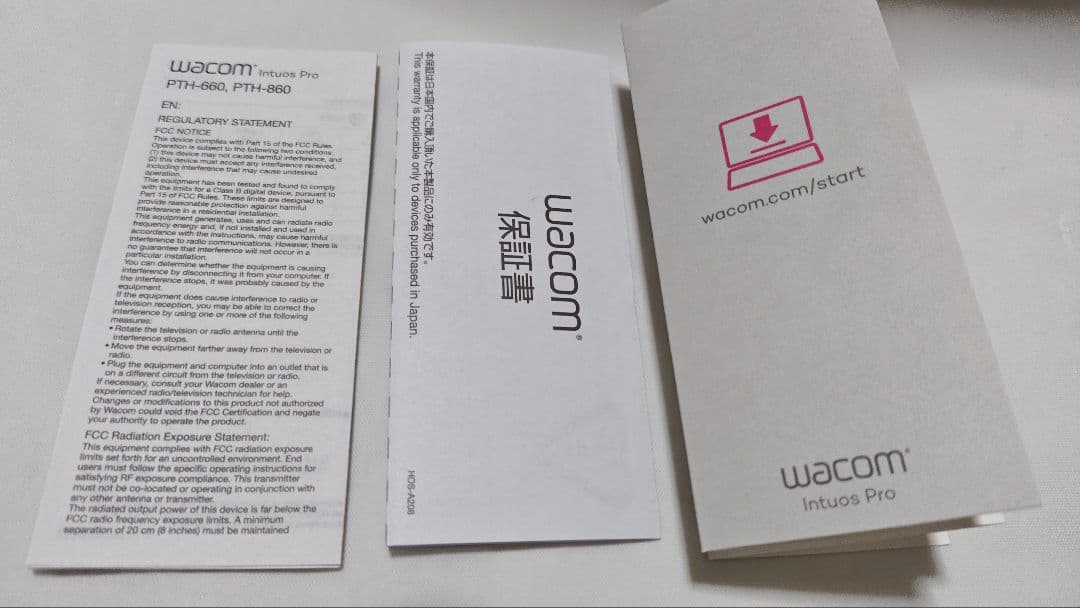 wacom® Intuos Pro
PTH-660, PTH-860
EN:
REGULATORY STATEMENT
FCC NOTICE
This device complies with Part 15 of the FCC Rules.
Operation is subject to the following two conditions:
(1) this device may not cause harmful interference, and
(2) this device must accept any interference received,
including interference that may cause undesired
operation.
This equipment has been tested and found to comply
with the limits for a Class B digital device, pursuant to
Part 15 of FCC Rules. These limits are designed to
provide reasonable protection against harmful
interference in a residential installation.
This equipment generates, uses and can radiate radio
frequency energy and, if not installed and used in
accordance with the instructions, may cause harmful
interference to radio communications. However, there is
no guarantee that interference will not occur in a
particular installation.
You can determine whether the equipment is causing
interference by disconnecting it from your computer. If
the interference stops, it was probably caused by the
equipment.
If the equipment does cause interference to radio or
television reception, you may be able to correct the
interference by using one or more of the following
measures:
• Rotate the television or radio antenna until the
interference stops.
• Move the equipment farther away from the television or
radio.
• Plug the equipment and computer into an outlet that is
on a different circuit from the television or radio.
If necessary, consult your Wacom dealer or an
experienced radio/television technician for help.
Changes or modifications to this product not authorized
by Wacom could void the FCC Certification and negate
your authority to operate the product.
FCC Radiation Exposure Statement:
This equipment complies with FCC radiation exposure
limits set forth for an uncontrolled environment. End
users must follow the specific operating instructions for
satisfying RF exposure compliance. This transmitter
must not be co-located or operating in conjunction with
any other antenna or transmitter.
The radiated output power of this device is far below the
FCC radio frequency exposure limits. A minimum
separation of 20 cm (8 inches) must be maintained
wacom®
保証書
本保証は日本国内でご購入頂いた本製品にのみ有効です。
This warranty is applicable only to devices purchased in Japan.
HOS-A208
wacom.com/start
wacom®
Intuos Pro